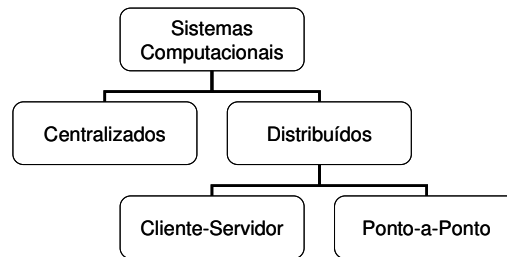 Sistemas
Computacionais
Centralizados
Distribuídos
Cliente-Servidor
Ponto-a-Ponto